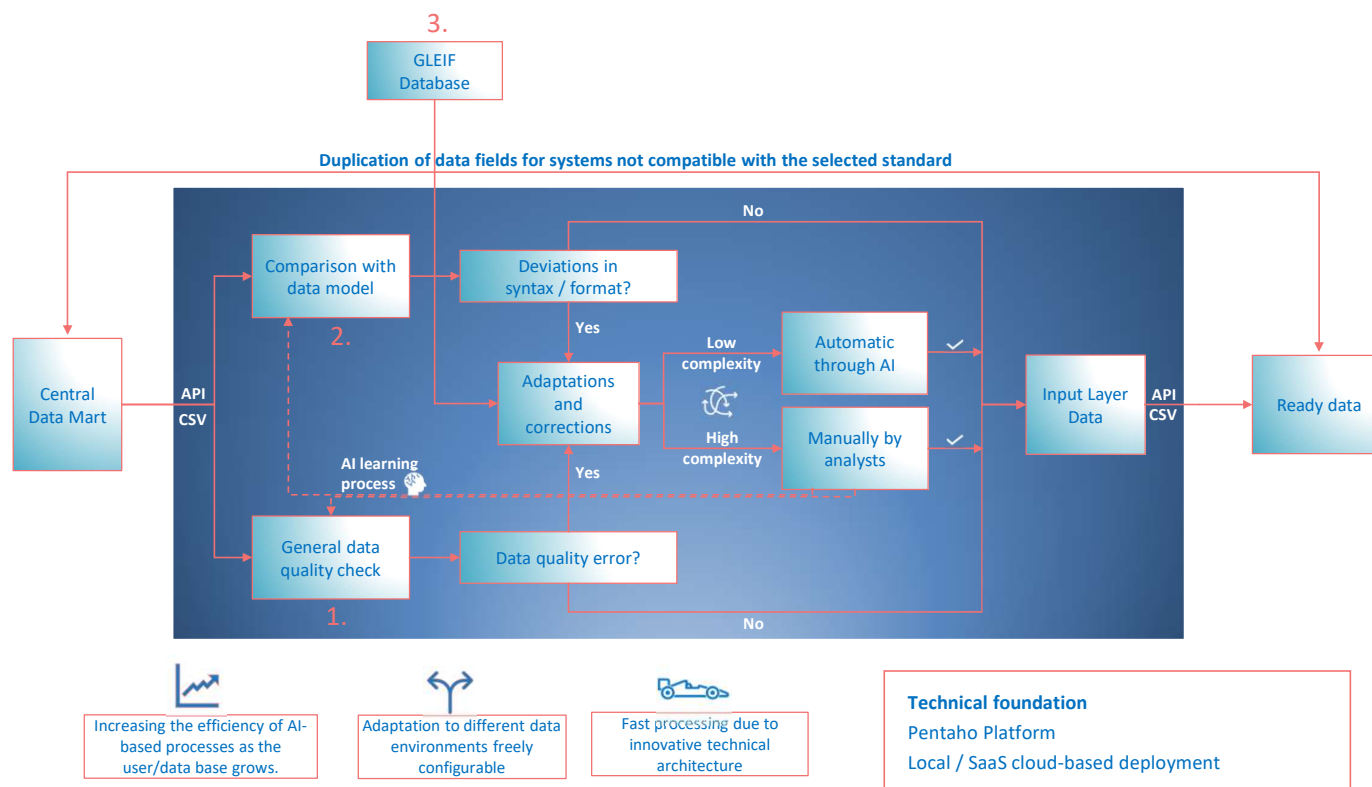 3.
GLEIF
Database
Duplication of data fields for systems not compatible with the selected standard
No
Comparison with
data model
2.
Deviations in
syntax / format?
Yes
Low
complexity
Automatic
through AI
Central
Data Mart
API
CSV
Adaptations
and
corrections
Input Layer
Data
API
CSV
Ready data
High
complexity
Manually by
analysts
AI learning
process
Yes
General data
quality check
1.
Data quality error?
No
Increasing the efficiency of AI-
based processes as the
user/data base grows.
Adaptation to different data
environments freely
configurable
Fast processing due to
innovative technical
architecture
Technical foundation
Pentaho Platform
Local / SaaS cloud-based deployment